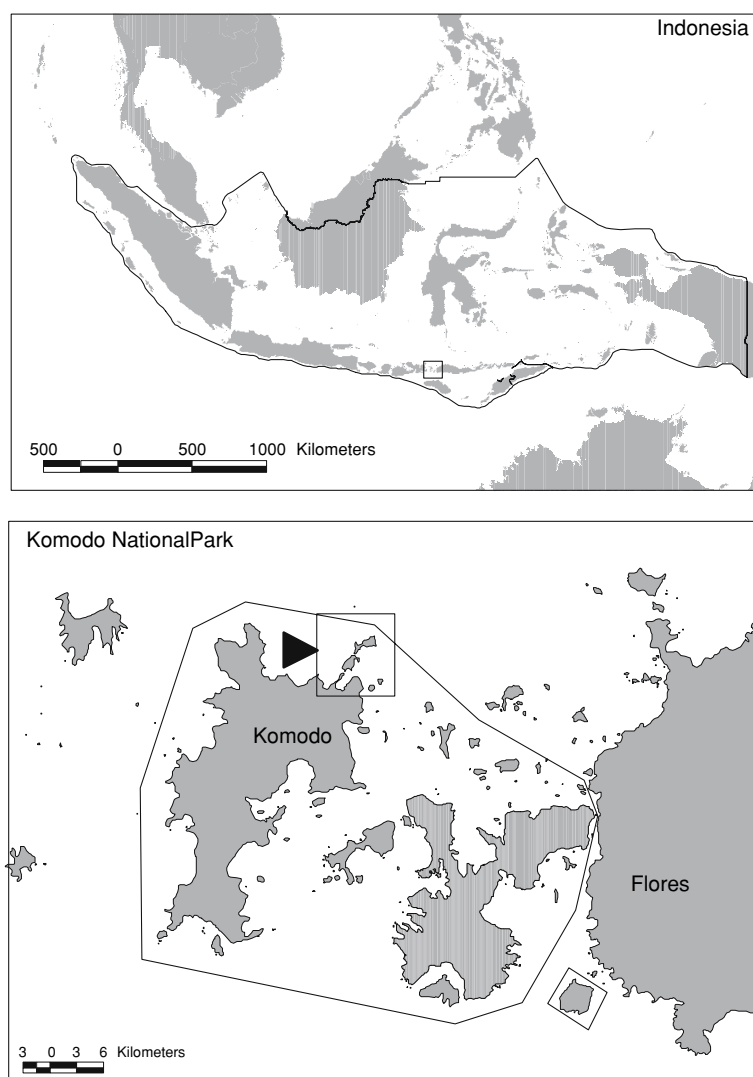 Indonesia
500 0 500 1000 Kilometers
Komodo NationalPark
Komodo
Flores
3 0 3 6 Kilometers